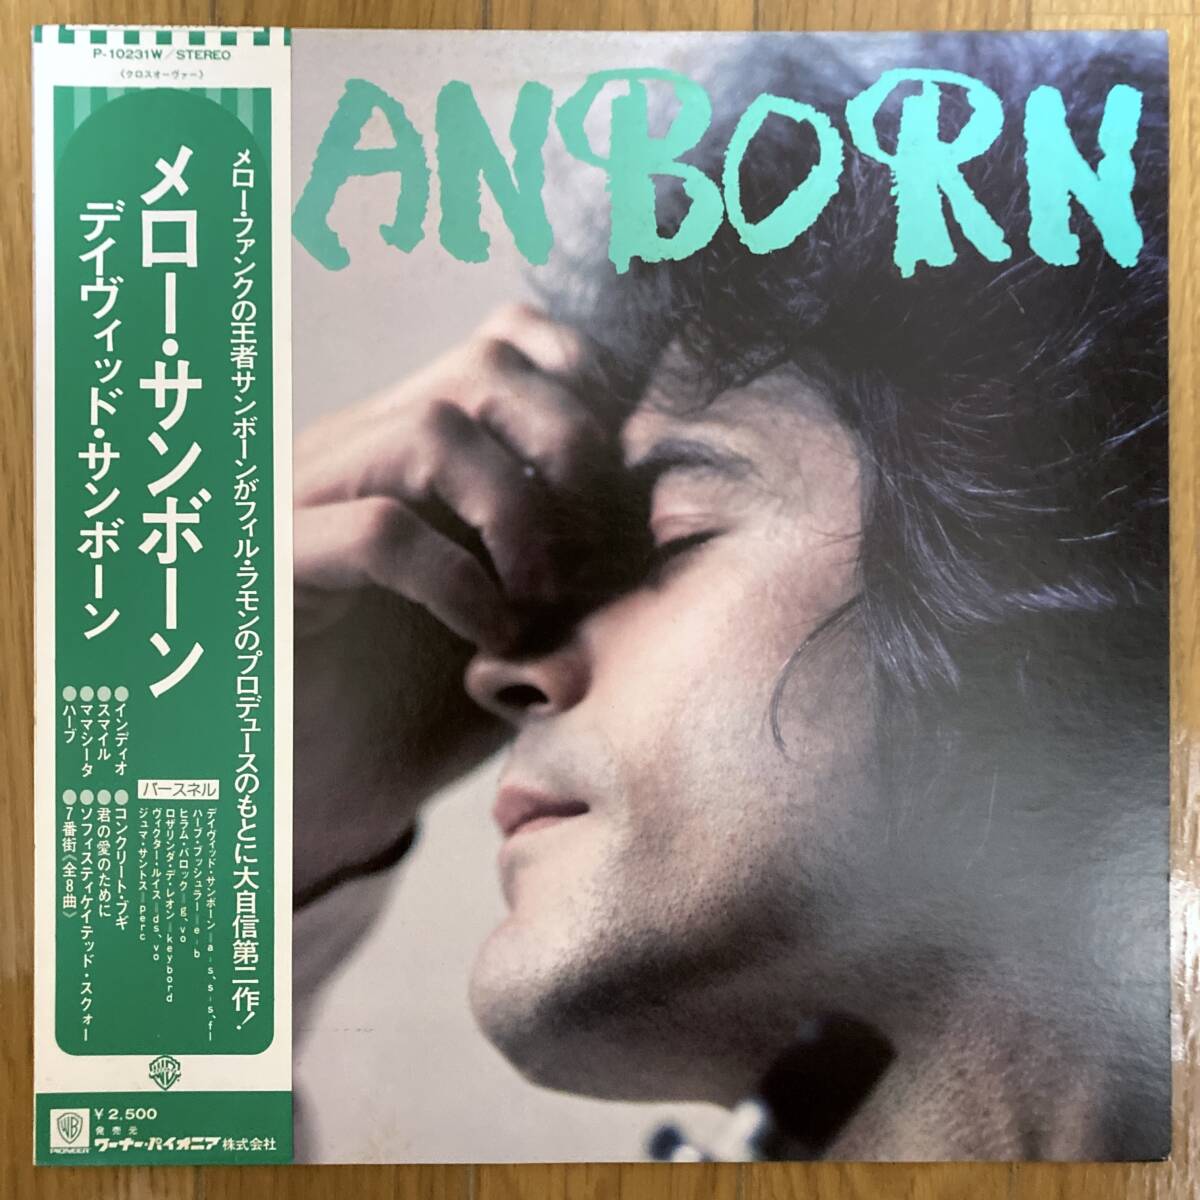 P-10231W/STEREO
〈クロスオーヴァー〉
ANBORN
メロー・ファンクの王者サンボーンがフィル・ラモンのプロデュースのもとに大自信第二作!
メロー・サンボーン
デイヴィッド・サンボーン
●インディオ
●スマイル
●ママシータ
●ハーブ
●コンクリート・ブギ
●君の愛のために
●ソフィスティケイテッド・スクォー
●7番街《全8曲》
パースネル
デイヴィッド・サンボーン=a·s, s·s, f—
ハーブ・ブッシュラー=e·b
ヒラム・バロック=g, vo
ロザリンダ・デ・レオン=keybord
ヴィクター・ルイス=ds, vo
ジュマ・サントス=perc
WB
PIONEER
¥2,500
発売元
ワーナー・パイオニア株式会社